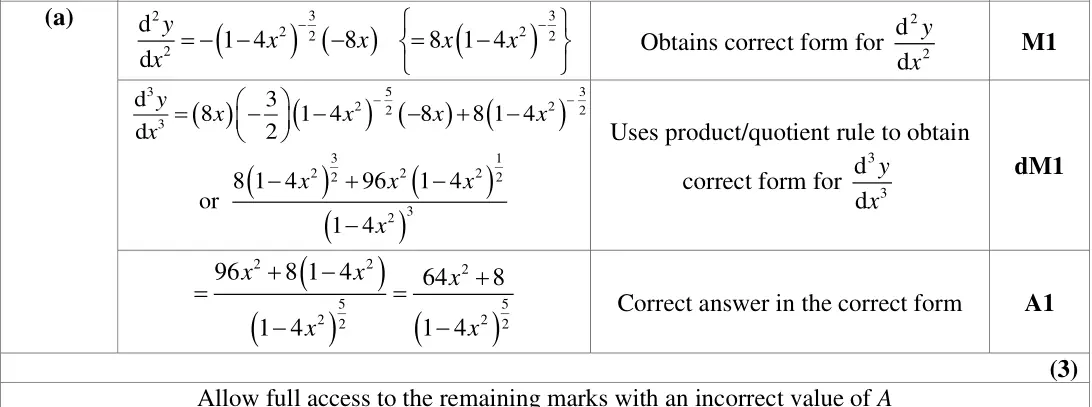 (a)
d²y/dx² = −(1−4x²)^(−3/2) (−8x) { = 8x(1−4x²)^(−3/2) }
Obtains correct form for d²y/dx²
M1
d³y/dx³ = (8x)(−3/2)(1−4x²)^(−5/2) (−8x) + 8(1−4x²)^(−3/2)
or (8(1−4x²)^(3/2) + 96x²(1−4x²)^(1/2)) / (1−4x²)³
Uses product/quotient rule to obtain
correct form for d³y/dx³
dM1
= (96x² + 8(1−4x²)) / (1−4x²)^(5/2) = (64x² + 8) / (1−4x²)^(5/2)
Correct answer in the correct form
A1
(3)
Allow full access to the remaining marks with an incorrect value of A